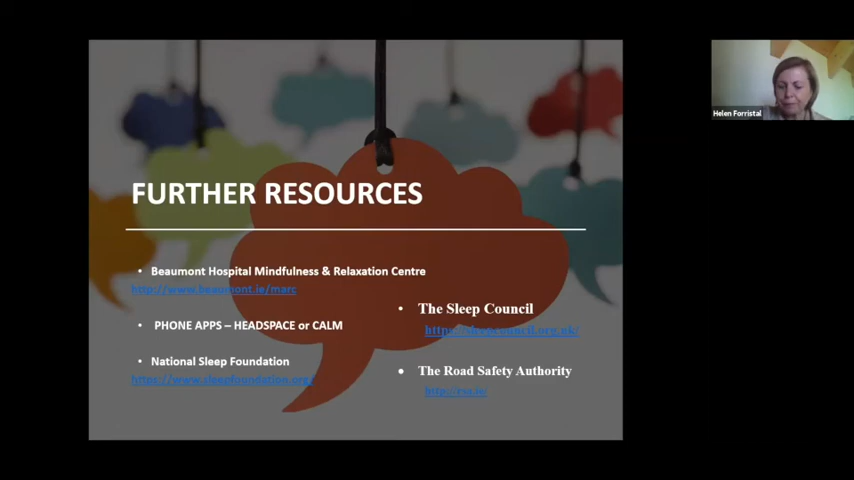 FURTHER RESOURCES
• Beaumont Hospital Mindfulness & Relaxation Centre
http://www.beaumont.ie/marc
• PHONE APPS – HEADSPACE or CALM
• National Sleep Foundation
https://www.sleepfoundation.org/
• The Sleep Council
https://sleepcouncil.org.uk/
• The Road Safety Authority
http://rsa.ie/
Helen Forristal